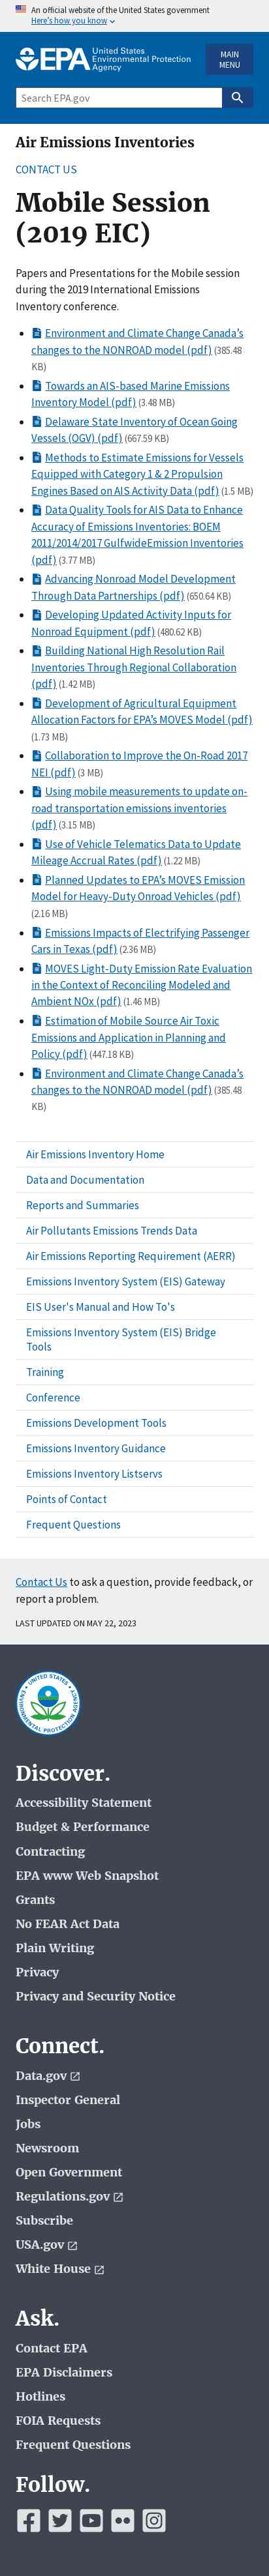 An official website of the United States government
Here's how you know
EPA United States
Environmental Protection
Agency
MAIN
MENU
Search EPA.gov
Air Emissions Inventories
CONTACT US
Mobile Session
(2019 EIC)
Papers and Presentations for the Mobile session
during the 2019 International Emissions
Inventory conference.
Environment and Climate Change Canada's
changes to the NONROAD model (pdf) (385.48
KB)
Towards an AIS-based Marine Emissions
Inventory Model (pdf) (3.48 MB)
Delaware State Inventory of Ocean Going
Vessels (OGV) (pdf) (667.59 KB)
Methods to Estimate Emissions for Vessels
Equipped with Category 1 & 2 Propulsion
Engines Based on AIS Activity Data (pdf) (1.5 MB)
Data Quality Tools for AIS Data to Enhance
Accuracy of Emissions Inventories: BOEM
2011/2014/2017 GulfwideEmission Inventories
(pdf) (3.77 MB)
Advancing Nonroad Model Development
Through Data Partnerships (pdf) (650.64 KB)
Developing Updated Activity Inputs for
Nonroad Equipment (pdf) (480.62 KB)
Building National High Resolution Rail
Inventories Through Regional Collaboration
(pdf) (1.42 MB)
Development of Agricultural Equipment
Allocation Factors for EPA's MOVES Model (pdf)
(1.73 MB)
Collaboration to Improve the On-Road 2017
NEI (pdf) (3 MB)
Using mobile measurements to update on-
road transportation emissions inventories
(pdf) (3.15 MB)
Use of Vehicle Telematics Data to Update
Mileage Accrual Rates (pdf) (1.22 MB)
Planned Updates to EPA's MOVES Emission
Model for Heavy-Duty Onroad Vehicles (pdf)
(2.16 MB)
Emissions Impacts of Electrifying Passenger
Cars in Texas (pdf) (2.36 MB)
MOVES Light-Duty Emission Rate Evaluation
in the Context of Reconciling Modeled and
Ambient NOx (pdf) (1.46 MB)
Estimation of Mobile Source Air Toxic
Emissions and Application in Planning and
Policy (pdf) (447.18 KB)
Environment and Climate Change Canada's
changes to the NONROAD model (pdf) (385.48
KB)
Air Emissions Inventory Home
Data and Documentation
Reports and Summaries
Air Pollutants Emissions Trends Data
Air Emissions Reporting Requirement (AERR)
Emissions Inventory System (EIS) Gateway
EIS User's Manual and How To's
Emissions Inventory System (EIS) Bridge
Tools
Training
Conference
Emissions Development Tools
Emissions Inventory Guidance
Emissions Inventory Listservs
Points of Contact
Frequent Questions
Contact Us to ask a question, provide feedback, or
report a problem.
LAST UPDATED ON MAY 22, 2023
UNITED STATES
ENVIRONMENTAL PROTECTION
AGENCY
Discover.
Accessibility Statement
Budget & Performance
Contracting
EPA www Web Snapshot
Grants
No FEAR Act Data
Plain Writing
Privacy
Privacy and Security Notice
Connect.
Data.gov
Inspector General
Jobs
Newsroom
Open Government
Regulations.gov
Subscribe
USA.gov
White House
Ask.
Contact EPA
EPA Disclaimers
Hotlines
FOIA Requests
Frequent Questions
Follow.